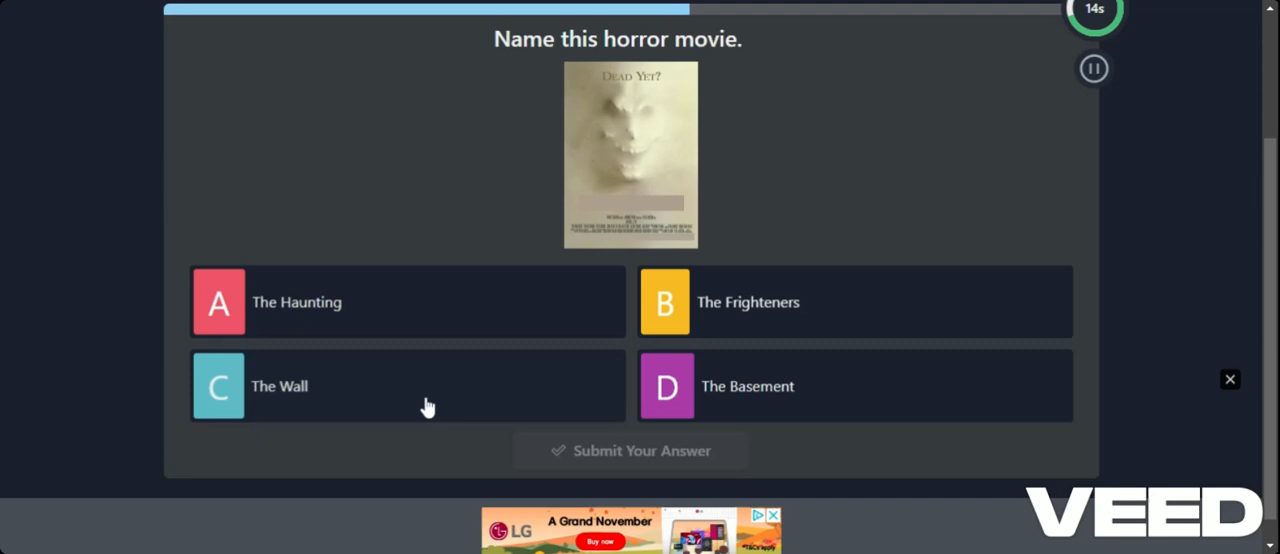 14s
Name this horror movie.
DEAD YET?
A The Haunting
B The Frighteners
C The Wall
D The Basement
Submit Your Answer
LG
A Grand November
Buy now
VEED